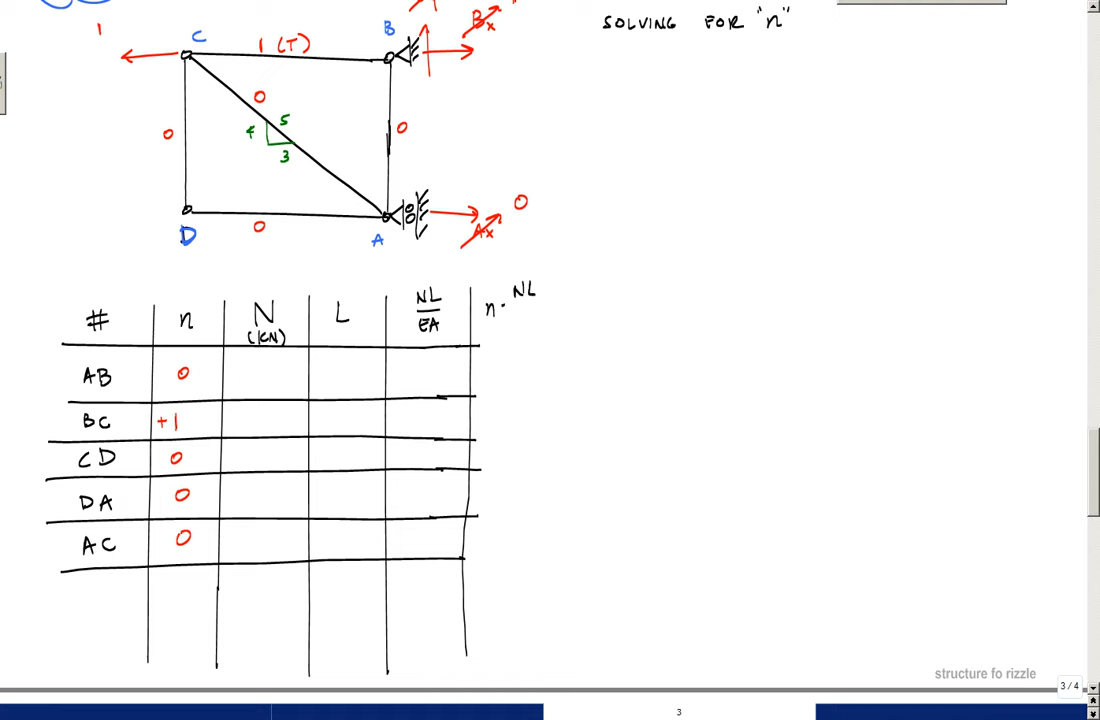 SOLVING FOR "n"
1
C
1 (T)
B
Bx
0
4
5
3
0
0
0
D
0
A
Ax
0
# n N (KN) L NL/EA n · NL
AB 0
BC +1
CD 0
DA 0
AC 0
structure fo rizzle
3 / 4
3